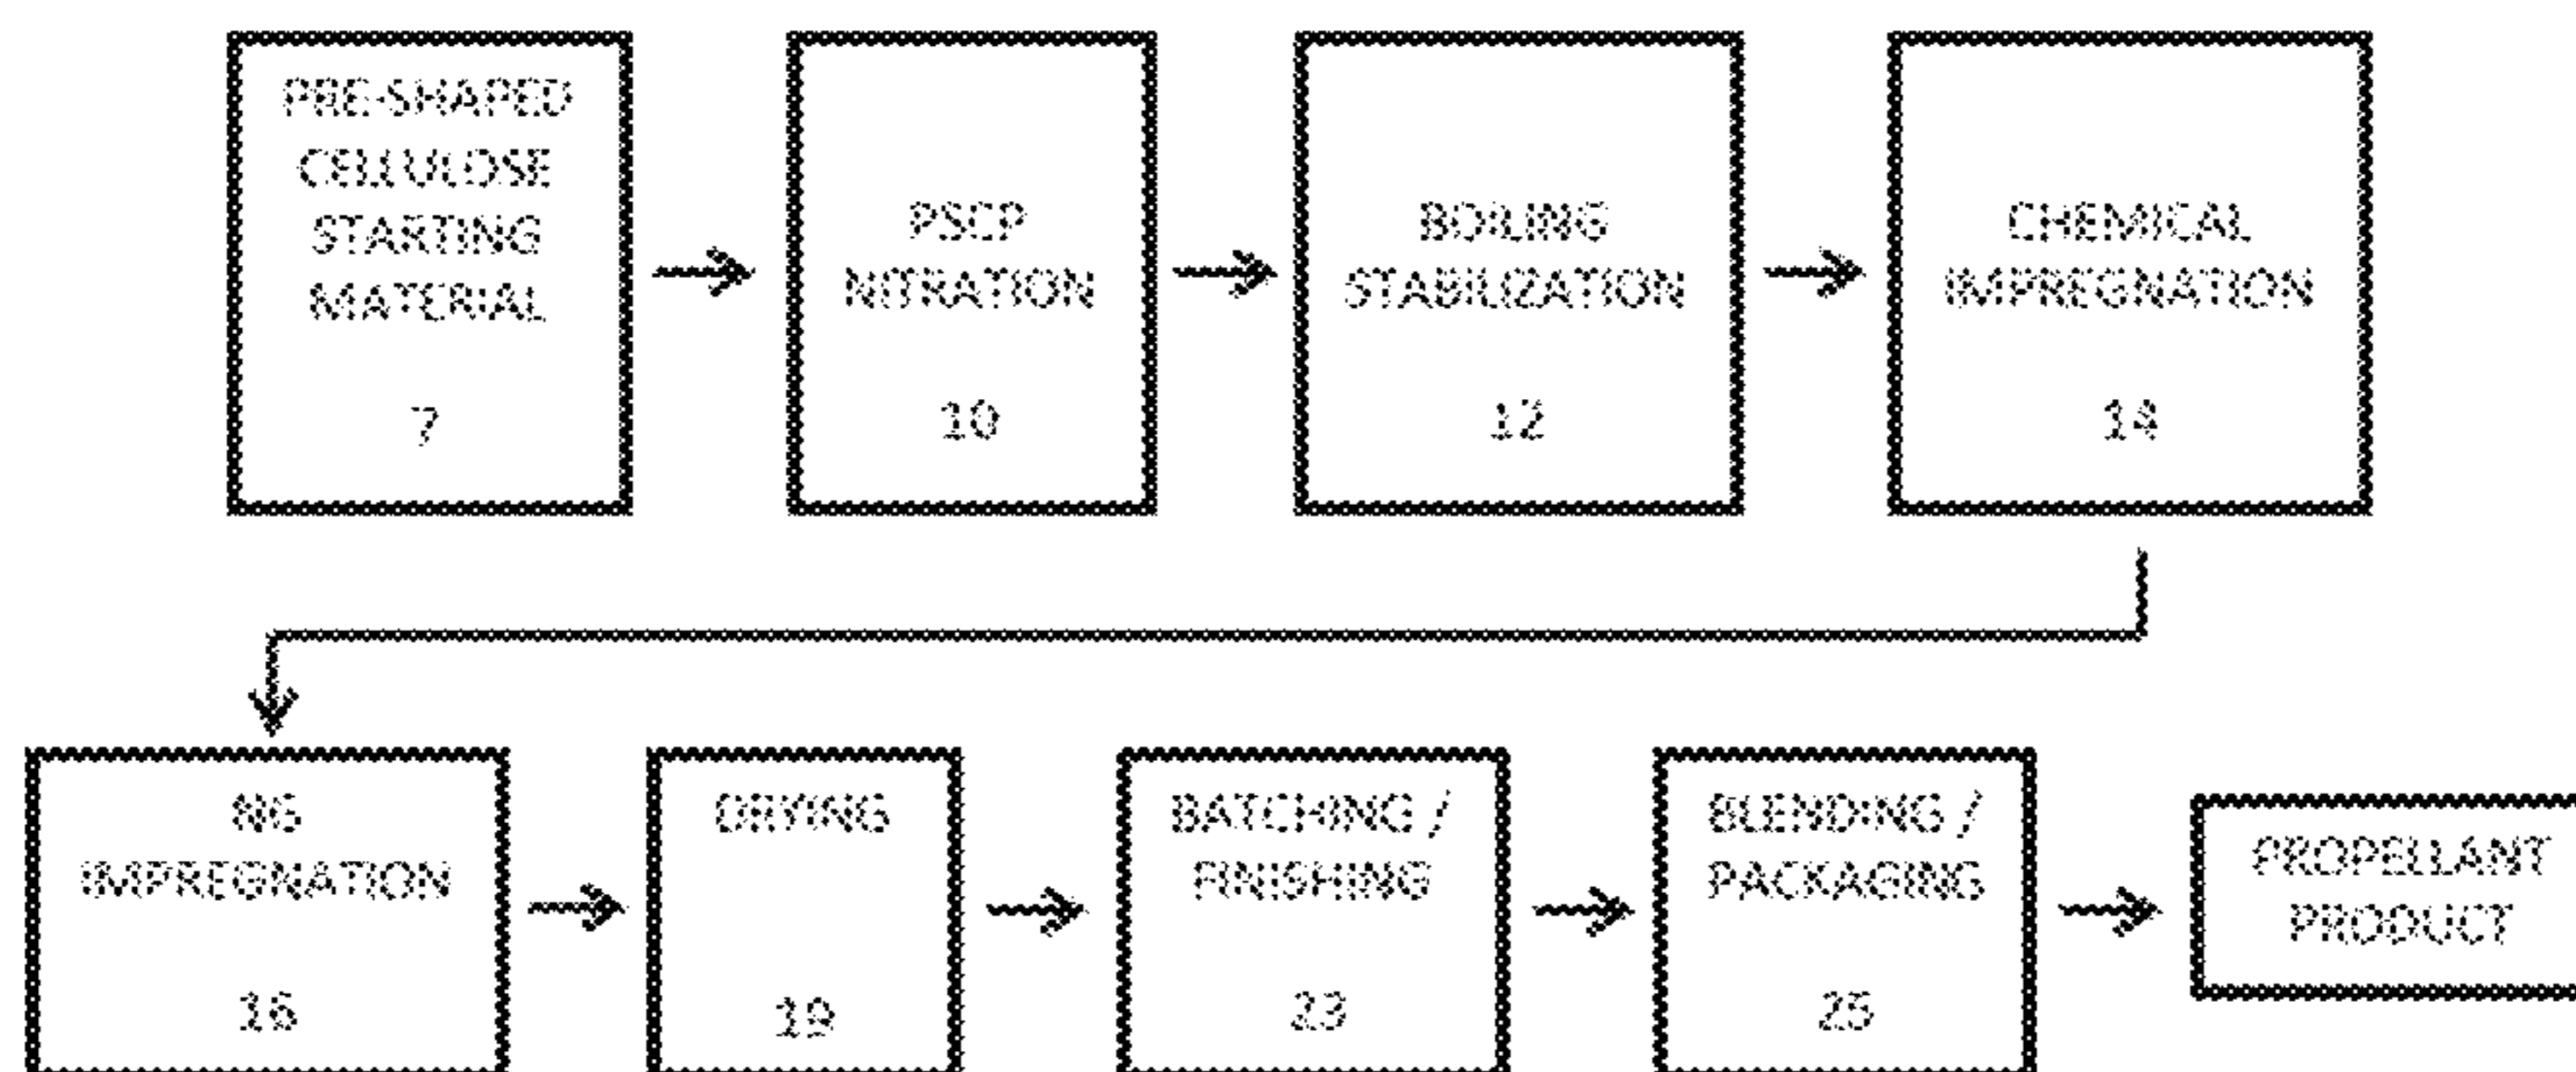 PRE-SHAPED
CELLULOSE
STARTING
MATERIAL
7
PSCP
NITRATION
10
BOILING
STABILIZATION
12
CHEMICAL
IMPREGNATION
14
NG
IMPREGNATION
16
DRYING
19
BATCHING /
FINISHING
23
BLENDING /
PACKAGING
25
PROPELLANT
PRODUCT